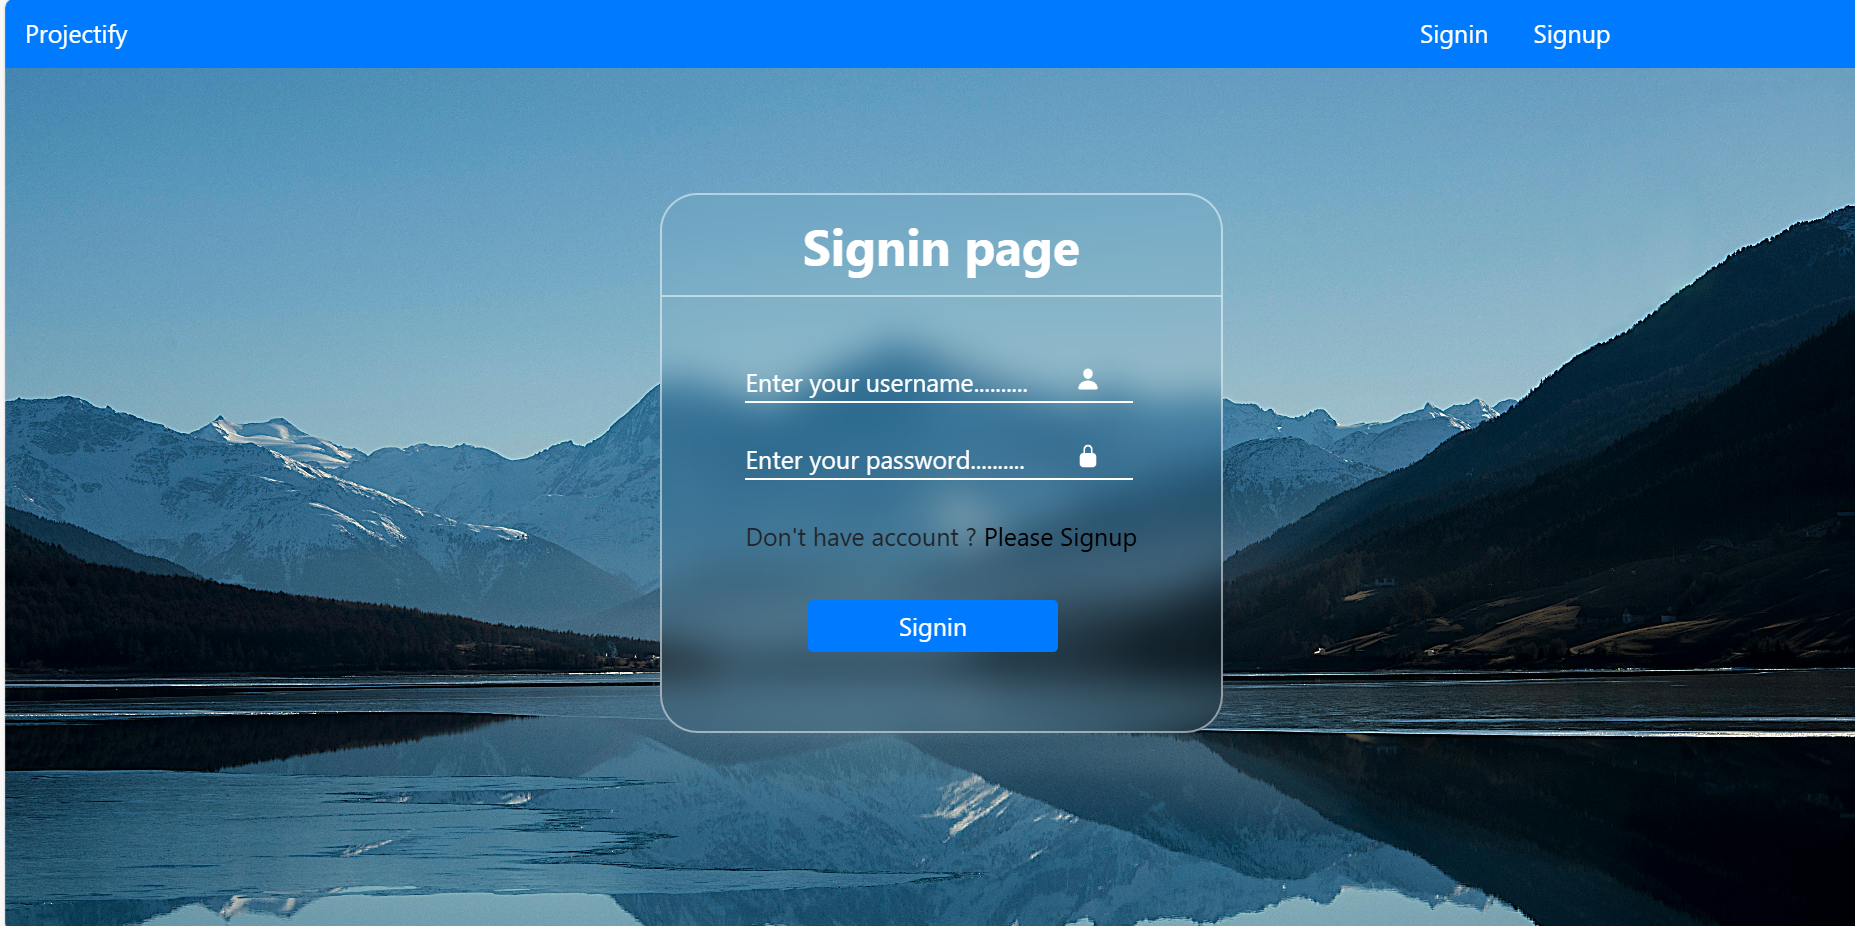 Projectify Signin Signup
Signin page
Enter your username..........
Enter your password..........
Don't have account ? Please Signup
Signin